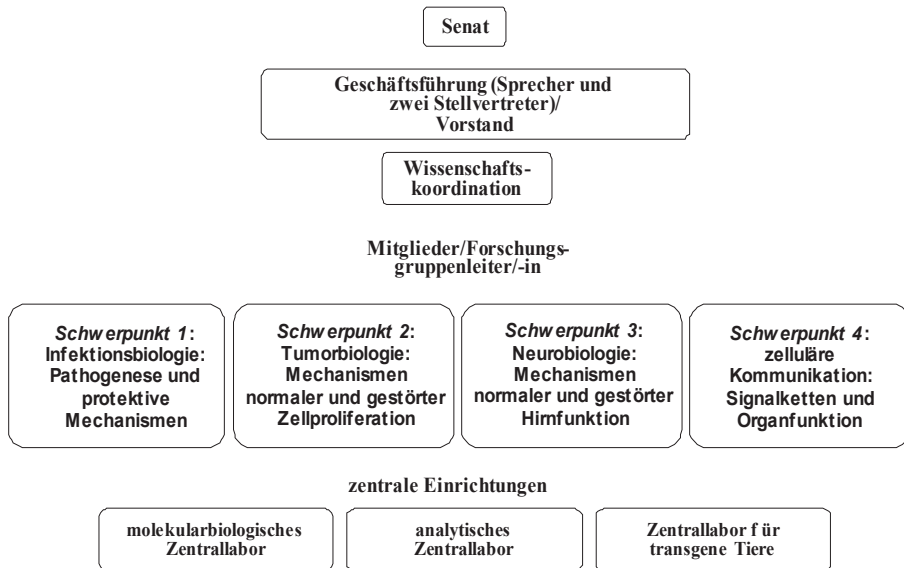 Senat
Geschäftsführung (Sprecher und
zwei Stellvertreter)/
Vorstand
Wissenschafts-
koordination
Mitglieder/Forschungs-
gruppenleiter/-in
Schwerpunkt 1:
Infektionsbiologie:
Pathogenese und
protektive
Mechanismen
Schwerpunkt 2:
Tumorbiologie:
Mechanismen
normaler und gestörter
Zellproliferation
Schwerpunkt 3:
Neurobiologie:
Mechanismen
normaler und gestörter
Hirnfunktion
Schwerpunkt 4:
zelluläre
Kommunikation:
Signalketten und
Organfunktion
zentrale Einrichtungen
molekularbiologisches
Zentrallabor
analytisches
Zentrallabor
Zentrallabor f ür
transgene Tiere